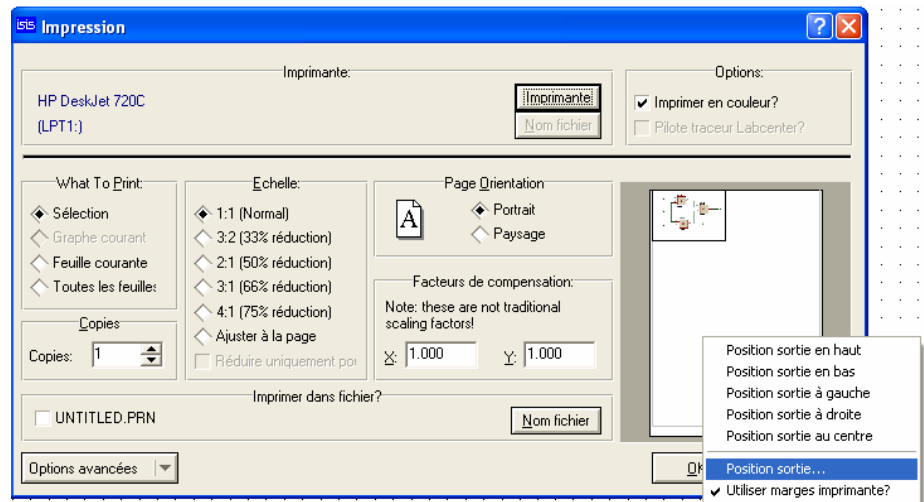 isis Impression
Imprimante:
HP DeskJet 720C
(LPT1:)
Imprimante
Nom fichier
Options:
Imprimer en couleur?
Pilote traceur Labcenter?
What To Print:
Sélection
Graphe courant
Feuille courante
Toutes les feuilles
Copies
Copies: 1
Echelle:
1:1 (Normal)
3:2 (33% réduction)
2:1 (50% réduction)
3:1 (66% réduction)
4:1 (75% réduction)
Ajuster à la page
Réduire uniquement pou
Page Orientation
A
Portrait
Paysage
Facteurs de compensation:
Note: these are not traditional
scaling factors!
X: 1.000 Y: 1.000
Imprimer dans fichier?
UNTITLED.PRN
Nom fichier
Options avancées
Position sortie en haut
Position sortie en bas
Position sortie à gauche
Position sortie à droite
Position sortie au centre
Position sortie...
Utiliser marges imprimante?